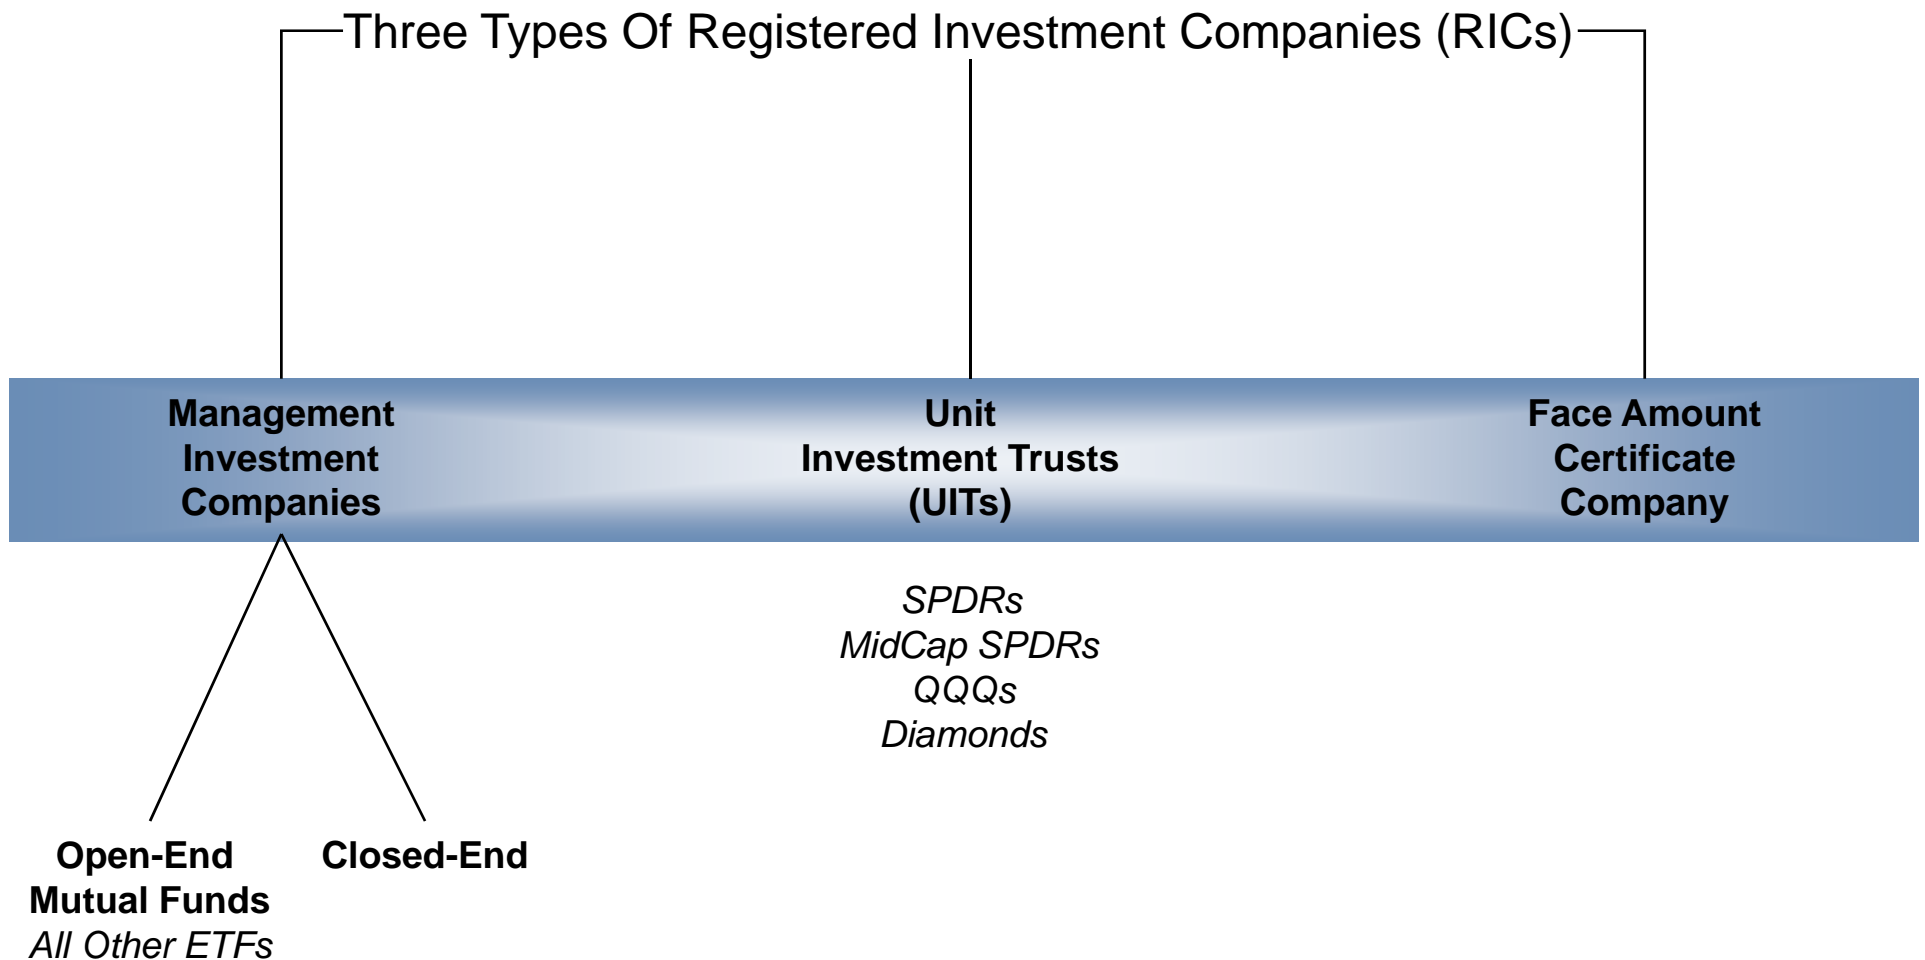 Three Types Of Registered Investment Companies (RICs)
Management
Investment
Companies
Unit
Investment Trusts
(UITs)
Face Amount
Certificate
Company
SPDRs
MidCap SPDRs
QQQs
Diamonds
Open-End
Mutual Funds
All Other ETFs
Closed-End